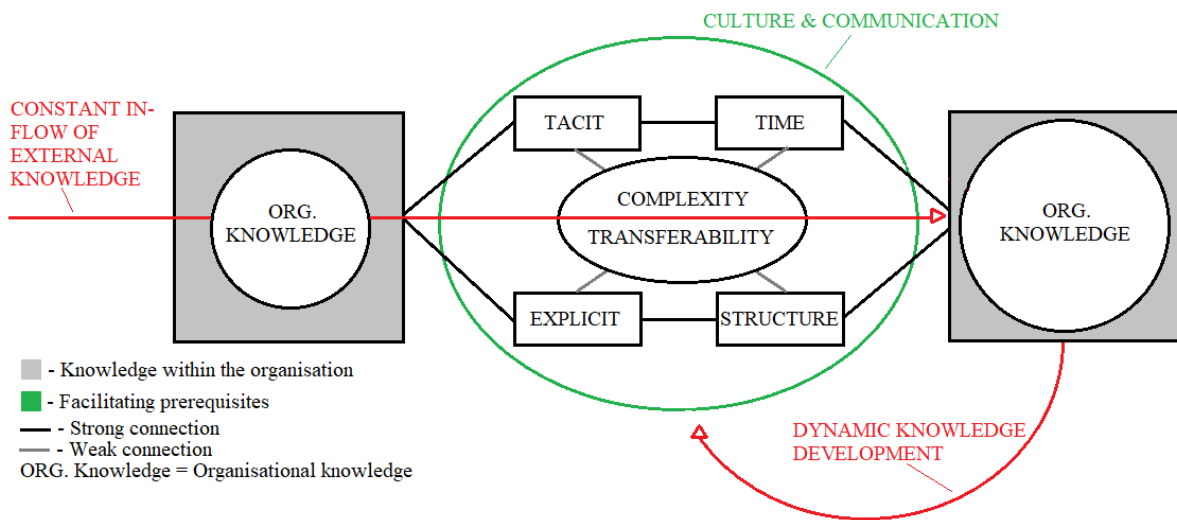 CULTURE & COMMUNICATION
CONSTANT IN-
FLOW OF
EXTERNAL
KNOWLEDGE
ORG.
KNOWLEDGE
TACIT
TIME
COMPLEXITY
TRANSFERABILITY
EXPLICIT
STRUCTURE
ORG.
KNOWLEDGE
- Knowledge within the organisation
- Facilitating prerequisites
- Strong connection
- Weak connection
ORG. Knowledge = Organisational knowledge
DYNAMIC KNOWLEDGE
DEVELOPMENT